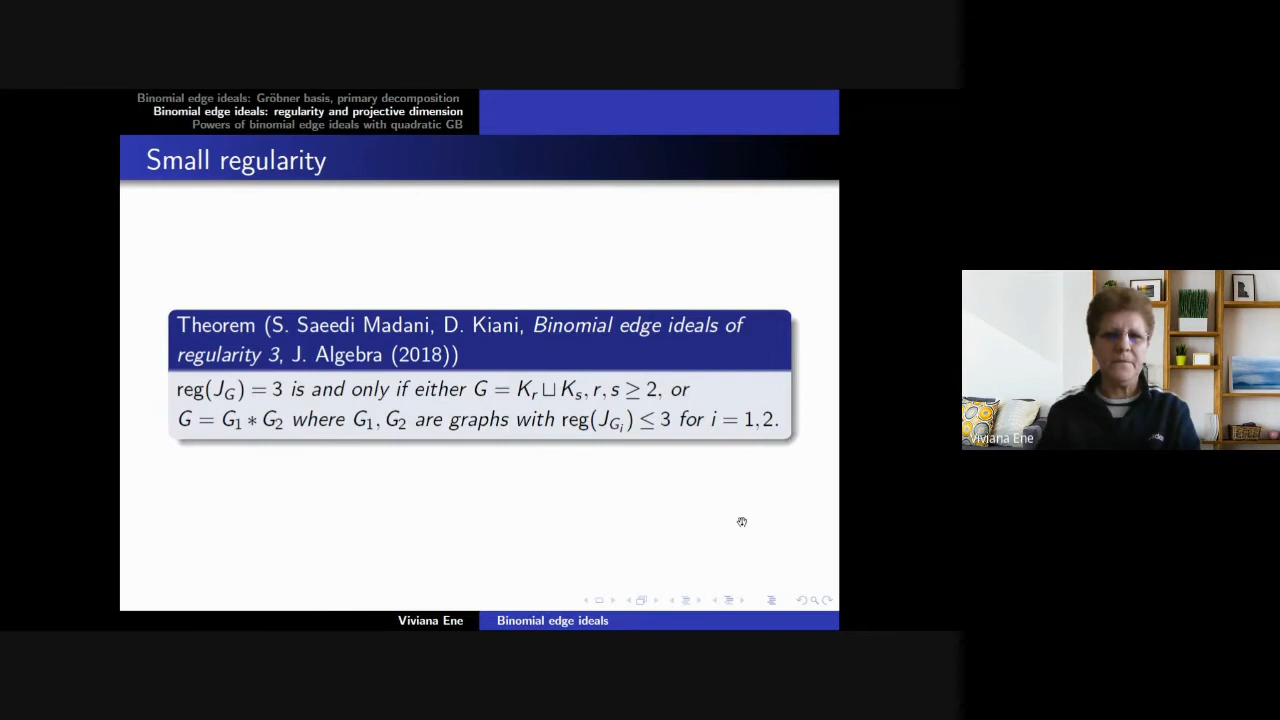 Binomial edge ideals: Gröbner basis, primary decomposition
Binomial edge ideals: regularity and projective dimension
Powers of binomial edge ideals with quadratic GB
Small regularity
Theorem (S. Saeedi Madani, D. Kiani, Binomial edge ideals of
regularity 3, J. Algebra (2018))
reg(J_G) = 3 is and only if either G = K_r ⊔ K_s, r, s ≥ 2, or
G = G_1 * G_2 where G_1, G_2 are graphs with reg(J_{G_i}) ≤ 3 for i = 1, 2.
Viviana Ene
Viviana Ene Binomial edge ideals